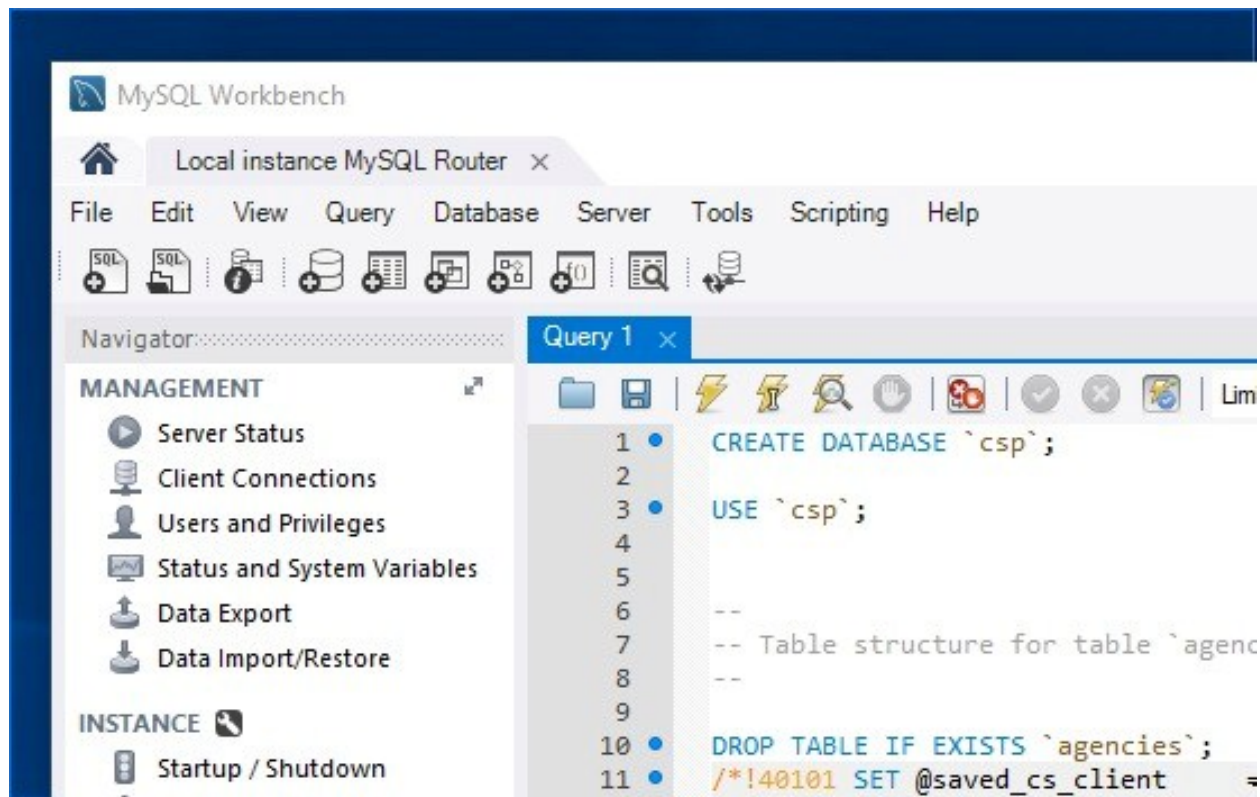 MySQL Workbench
Local instance MySQL Router ×
File Edit View Query Database Server Tools Scripting Help
SQL SQL i f()
Navigator
Query 1 ×
MANAGEMENT
Lim
Server Status
Client Connections
Users and Privileges
Status and System Variables
Data Export
Data Import/Restore
INSTANCE
Startup / Shutdown
1 CREATE DATABASE `csp`;
2
3 USE `csp`;
4
5
6 --
7 -- Table structure for table `agenc
8 --
9
10 DROP TABLE IF EXISTS `agencies`;
11 /*!40101 SET @saved_cs_client =